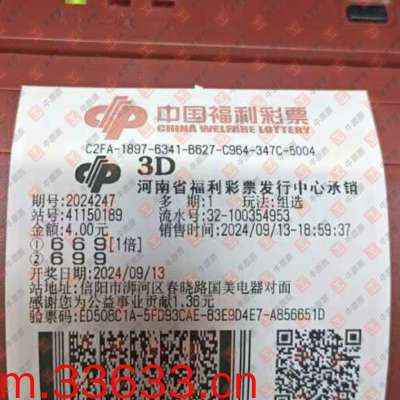 中国福利彩票
CHINA WELFARE LOTTERY
C2FA-1897-6341-B627-C964-347C-5004
3D
河南省福利彩票发行中心承销
期号:2024247 多 期: 1 玩法:组选
站号:41150189 流水号:32-100354953
金额:4.00元 销售时间:2024/09/13-18:59:37
① 6 6 9[1倍]
② 6 9 9
开奖日期:2024/09/13
站地址:信阳市浉河区春晓路国美电器对面
感谢您为公益事业贡献1.36元
验票码:ED508C1A-5FD93CAE-B3E9D4E7-A856651D
m.33633.cn